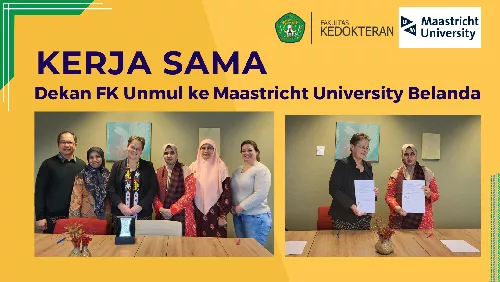 FAKULTAS
KEDOKTERAN
Maastricht
University
KERJA SAMA
Dekan FK Unmul ke Maastricht University Belanda